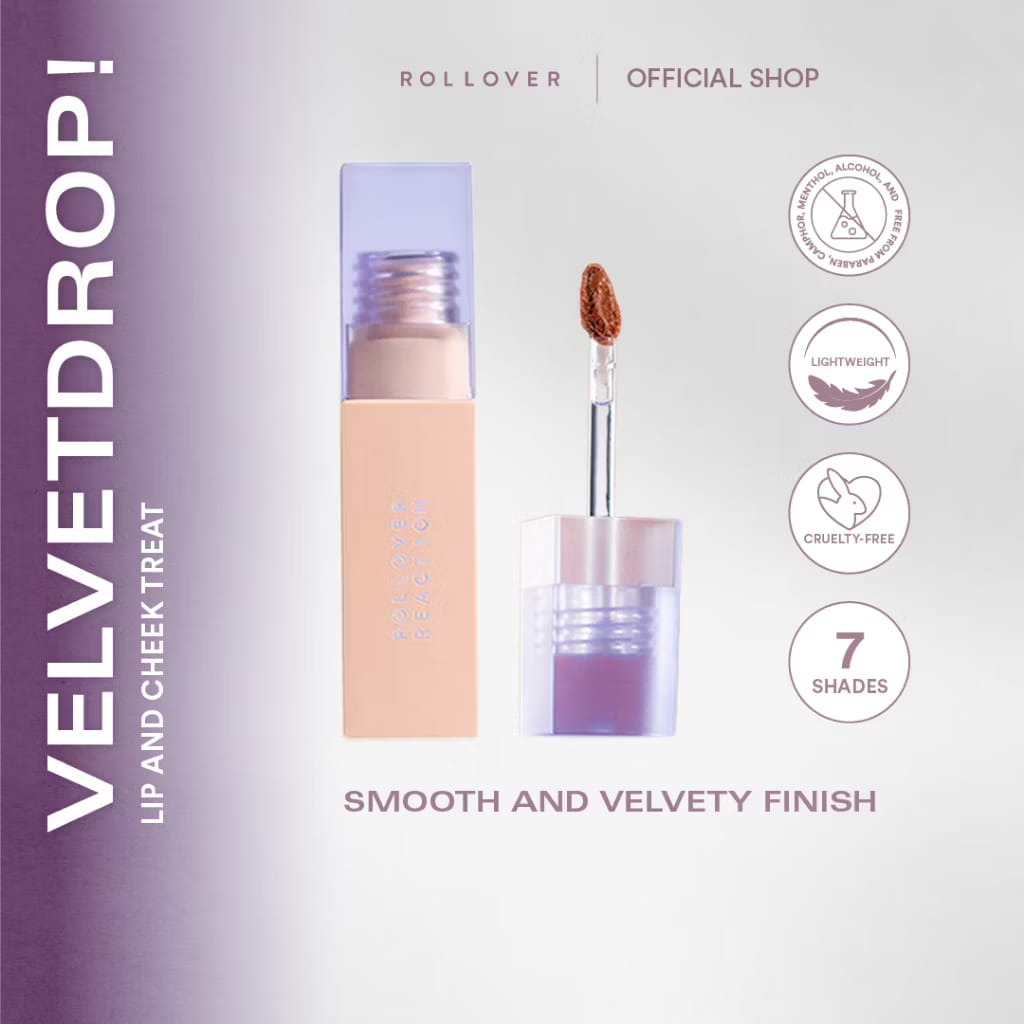 VELVETDROP!
LIP AND CHEEK TREAT
ROLLOVER
OFFICIAL SHOP
FREE FROM PARABEN, CAMPHOR, MENTHOL, ALCOHOL, AND
LIGHTWEIGHT
CRUELTY-FREE
7
SHADES
ROLLOVER
REACTION
SMOOTH AND VELVETY FINISH